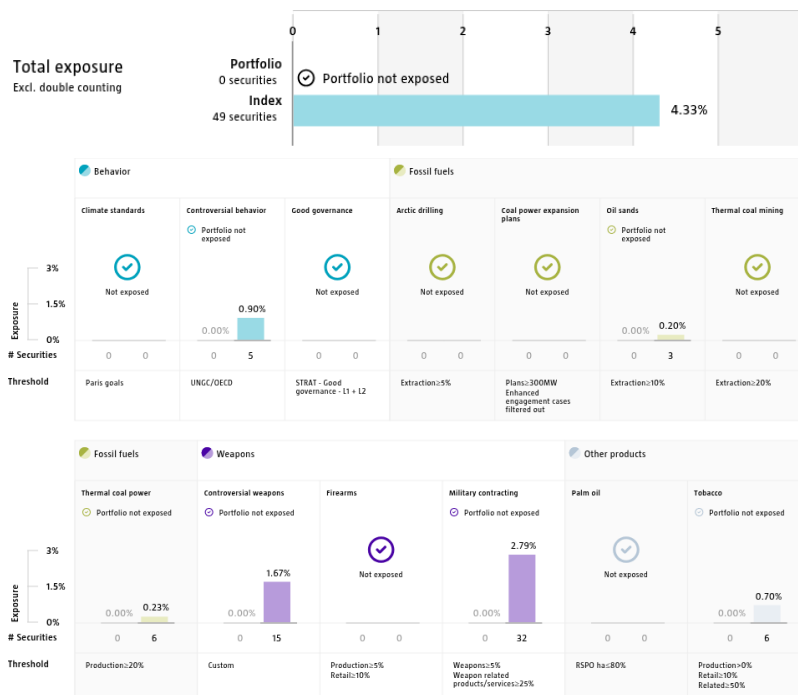 0 1 2 3 4 5
Total exposure
Excl. double counting
Portfolio
0 securities
Portfolio not exposed
Index
49 securities
4.33%
Behavior
Fossil fuels
Climate standards
Controversial behavior
Good governance
Arctic drilling
Coal power expansion
plans
Oil sands
Thermal coal mining
Portfolio not
exposed
Portfolio not
exposed
Not exposed
Not exposed
Not exposed
Not exposed
Not exposed
Exposure
3%
1.5%
0%
0.00% 0.90%
0.00% 0.20%
# Securities 0 0 0 5 0 0 0 0 0 0 0 3 0 0
Threshold
Paris goals
UNGC/OECD
STRAT - Good
governance - L1 + L2
Extraction≥5%
Plans≥300MW
Enhanced
engagement cases
filtered out
Extraction≥10%
Extraction≥20%
Fossil fuels
Weapons
Other products
Thermal coal power
Controversial weapons
Firearms
Military contracting
Palm oil
Tobacco
Portfolio not exposed
Portfolio not exposed
Portfolio not exposed
Portfolio not exposed
Not exposed
Not exposed
Exposure
3%
1.5%
0%
0.00% 0.23%
0.00% 1.67%
0.00% 2.79%
0.00% 0.70%
# Securities 0 6 0 15 0 0 0 32 0 0 0 6
Threshold
Production≥20%
Custom
Production≥5%
Retail≥10%
Weapons≥5%
Weapon related
products/services≥25%
RSPO ha≤80%
Production>0%
Retail≥10%
Related≥50%